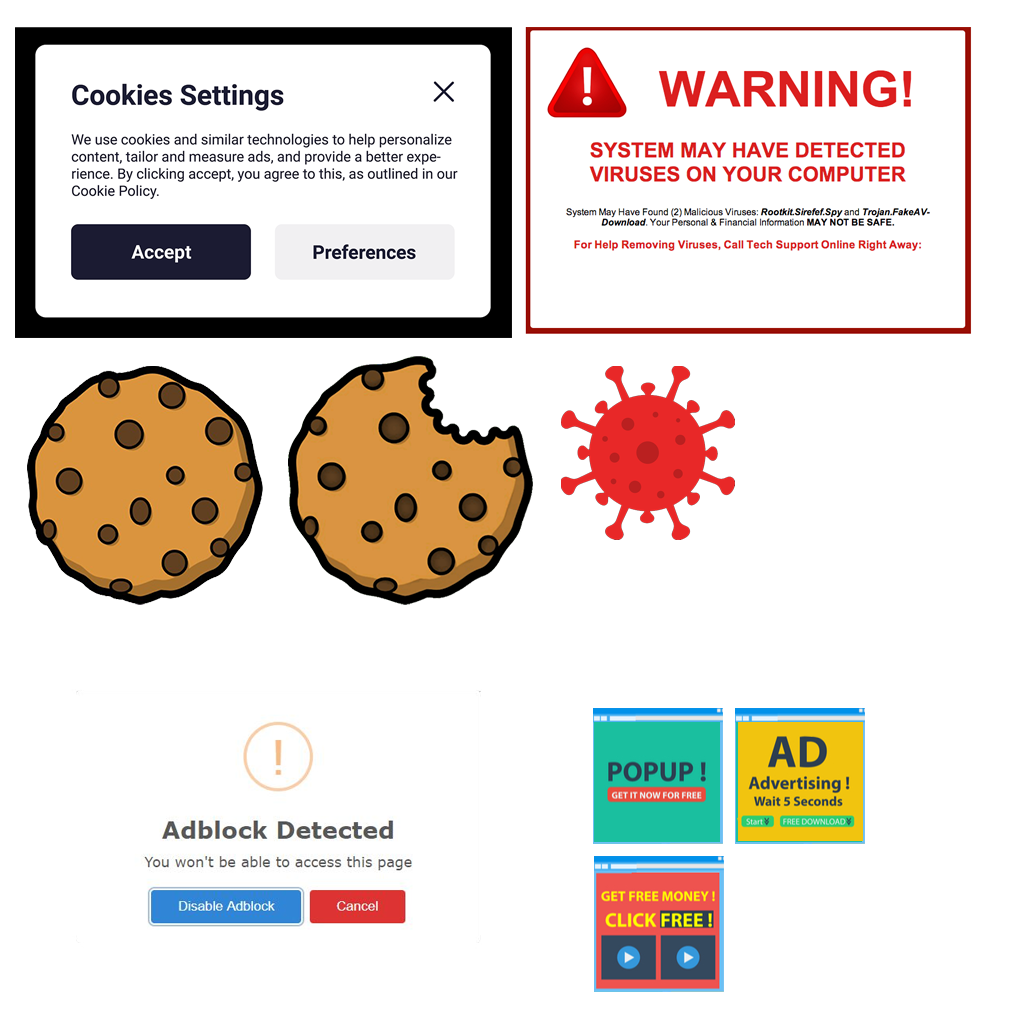 Cookies Settings
We use cookies and similar technologies to help personalize
content, tailor and measure ads, and provide a better expe-
rience. By clicking accept, you agree to this, as outlined in our
Cookie Policy.
Accept
Preferences
WARNING!
SYSTEM MAY HAVE DETECTED
VIRUSES ON YOUR COMPUTER
System May Have Found (2) Malicious Viruses: Rootkit.Sirefef.Spy and Trojan.FakeAV-
Download. Your Personal & Financial Information MAY NOT BE SAFE.
For Help Removing Viruses, Call Tech Support Online Right Away:
!
Adblock Detected
You won't be able to access this page
Disable Adblock
Cancel
POPUP !
GET IT NOW FOR FREE
AD
Advertising !
Wait 5 Seconds
Start
FREE DOWNLOAD
GET FREE MONEY !
CLICK FREE !